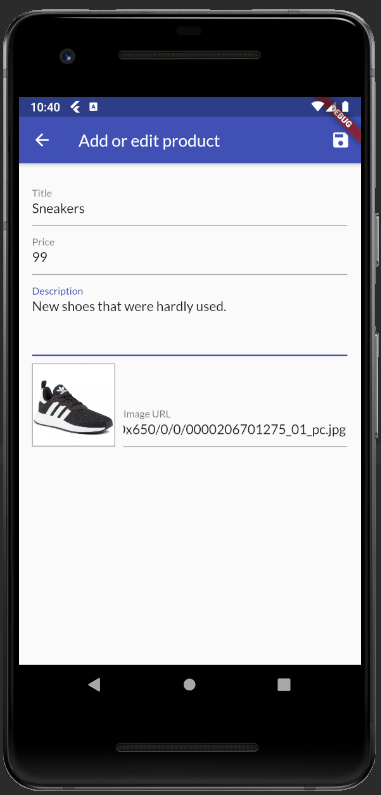 10:40
A
DEBUG
Add or edit product
Title
Sneakers
Price
99
Description
New shoes that were hardly used.
Image URL
x650/0/0/0000206701275_01_pc.jpg